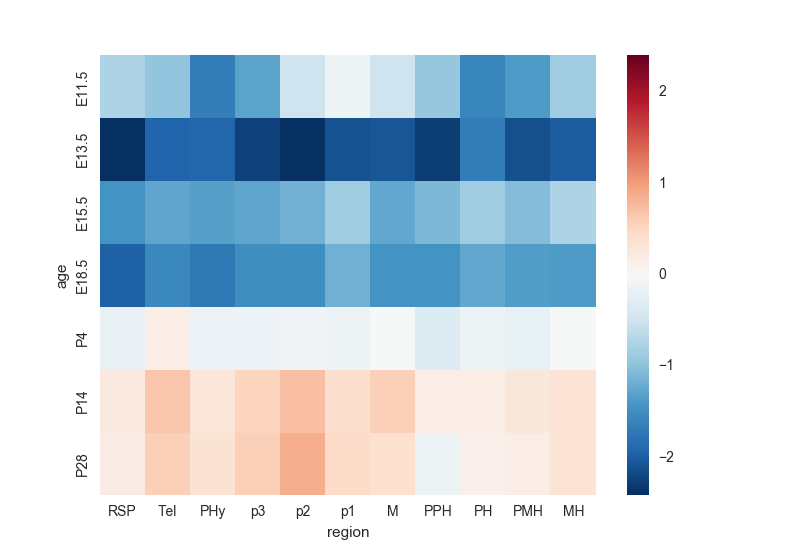 E11.5
E13.5
E15.5
E18.5
P4
P14
P28
age
RSP Tel PHy p3 p2 p1 M PPH PH PMH MH
region
2
1
0
−1
−2